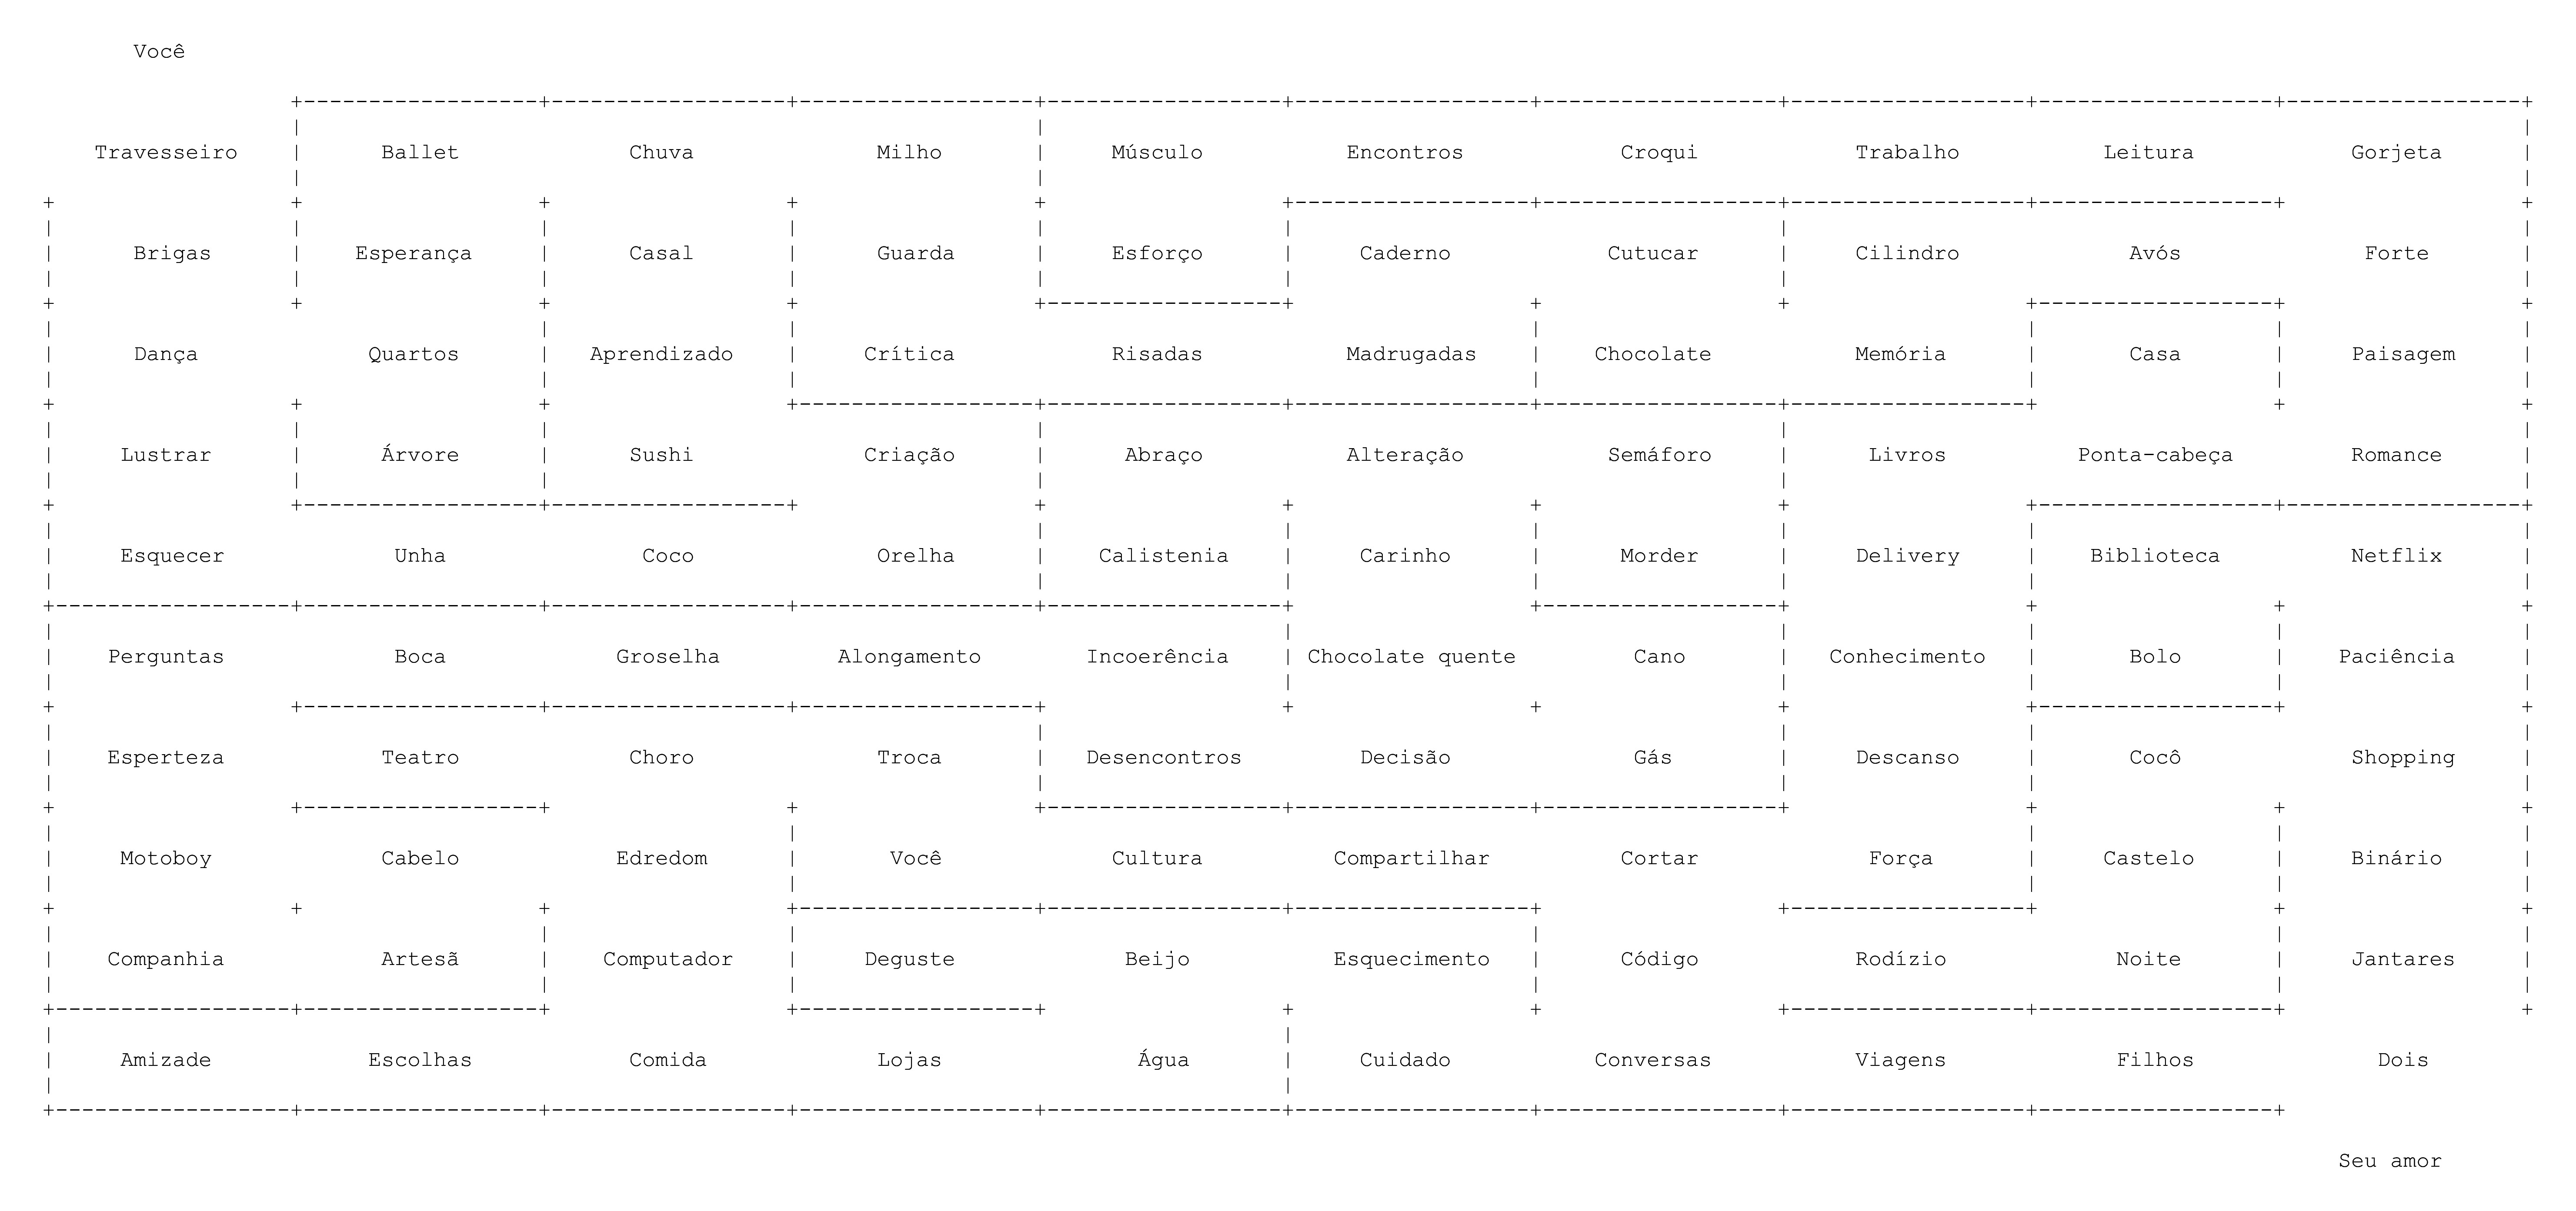 Você
Travesseiro Ballet Chuva Milho Músculo Encontros Croqui Trabalho Leitura Gorjeta
Brigas Esperança Casal Guarda Esforço Caderno Cutucar Cilindro Avós Forte
Dança Quartos Aprendizado Crítica Risadas Madrugadas Chocolate Memória Casa Paisagem
Lustrar Árvore Sushi Criação Abraço Alteração Semáforo Livros Ponta-cabeça Romance
Esquecer Unha Coco Orelha Calistenia Carinho Morder Delivery Biblioteca Netflix
Perguntas Boca Groselha Alongamento Incoerência Chocolate quente Cano Conhecimento Bolo Paciência
Esperteza Teatro Choro Troca Desencontros Decisão Gás Descanso Cocô Shopping
Motoboy Cabelo Edredom Você Cultura Compartilhar Cortar Força Castelo Binário
Companhia Artesã Computador Deguste Beijo Esquecimento Código Rodízio Noite Jantares
Amizade Escolhas Comida Lojas Água Cuidado Conversas Viagens Filhos Dois
Seu amor